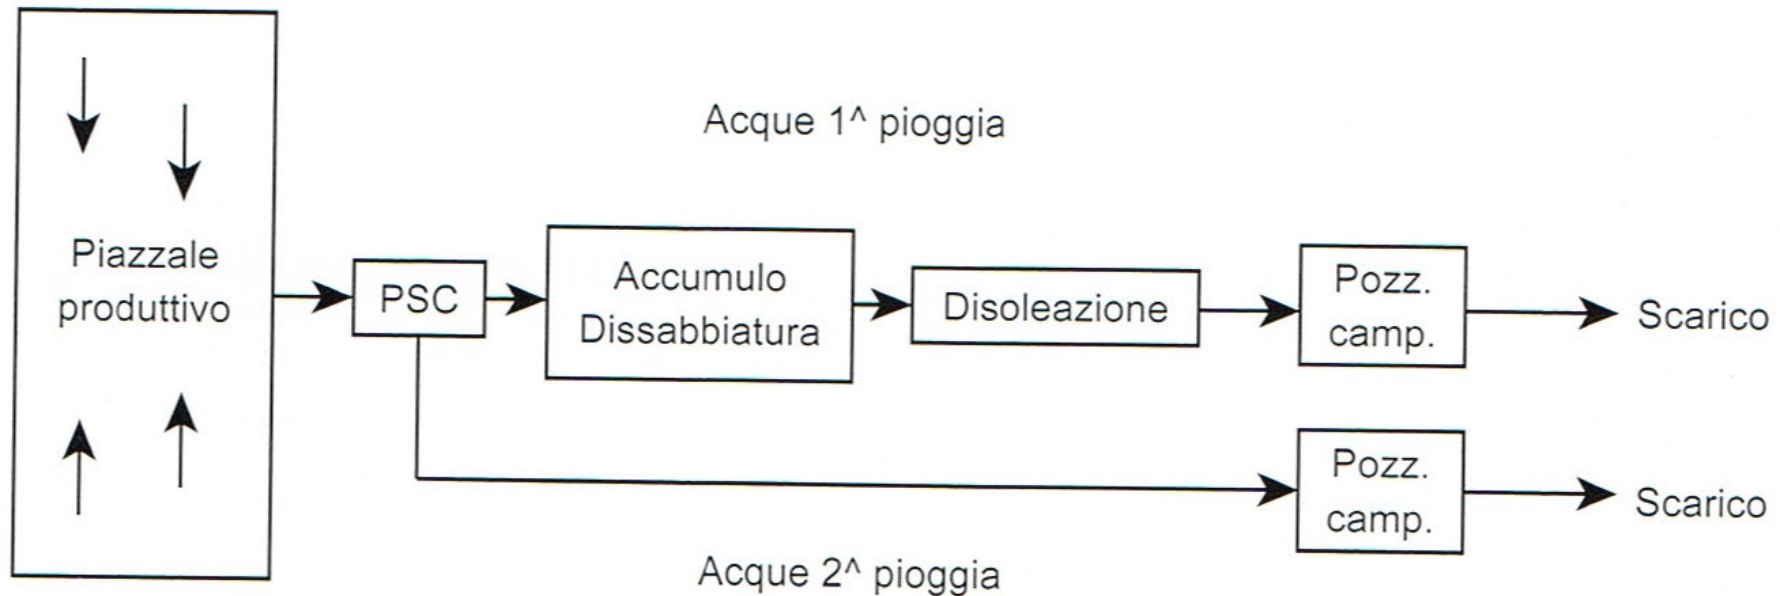 Acque 1^ pioggia
Piazzale
produttivo
PSC
Accumulo
Dissabbiatura
Disoleazione
Pozz.
camp.
Scarico
Pozz.
camp.
Scarico
Acque 2^ pioggia